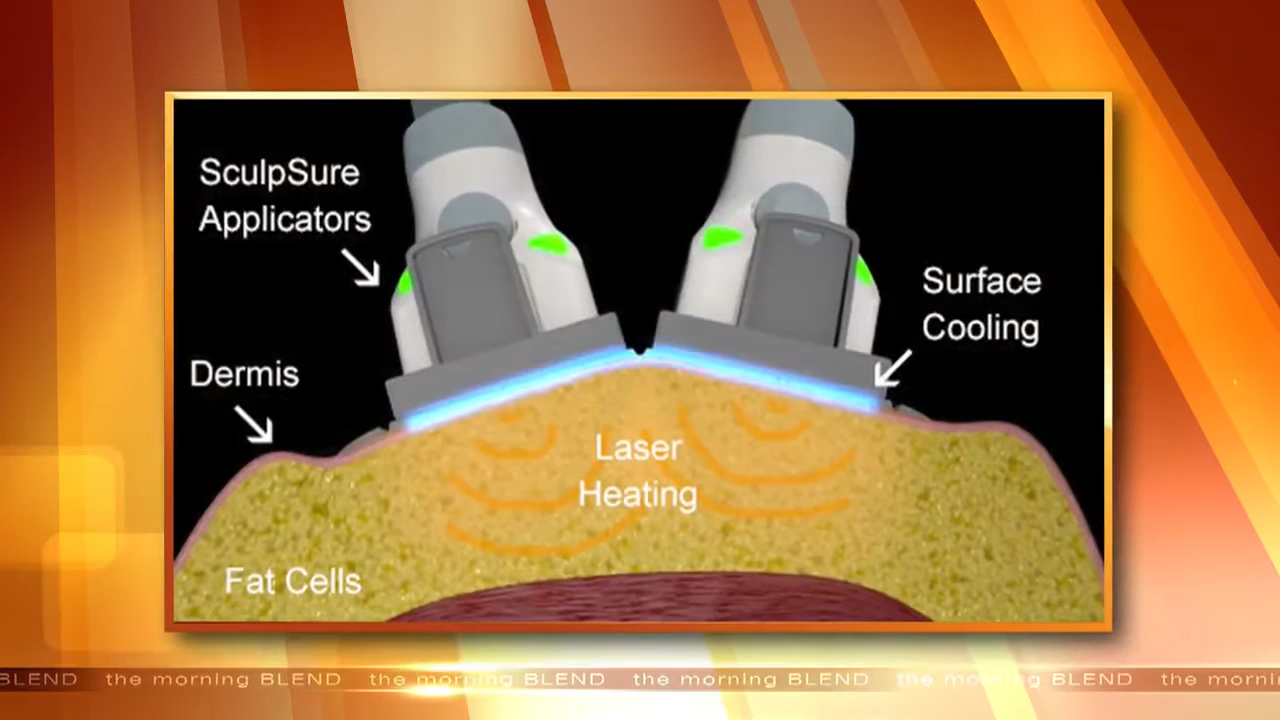 SculpSure
Applicators
Surface
Cooling
Dermis
Laser
Heating
Fat Cells
BLEND the morning BLEND the morning BLEND the morning BLEND the morning BLEND the morni